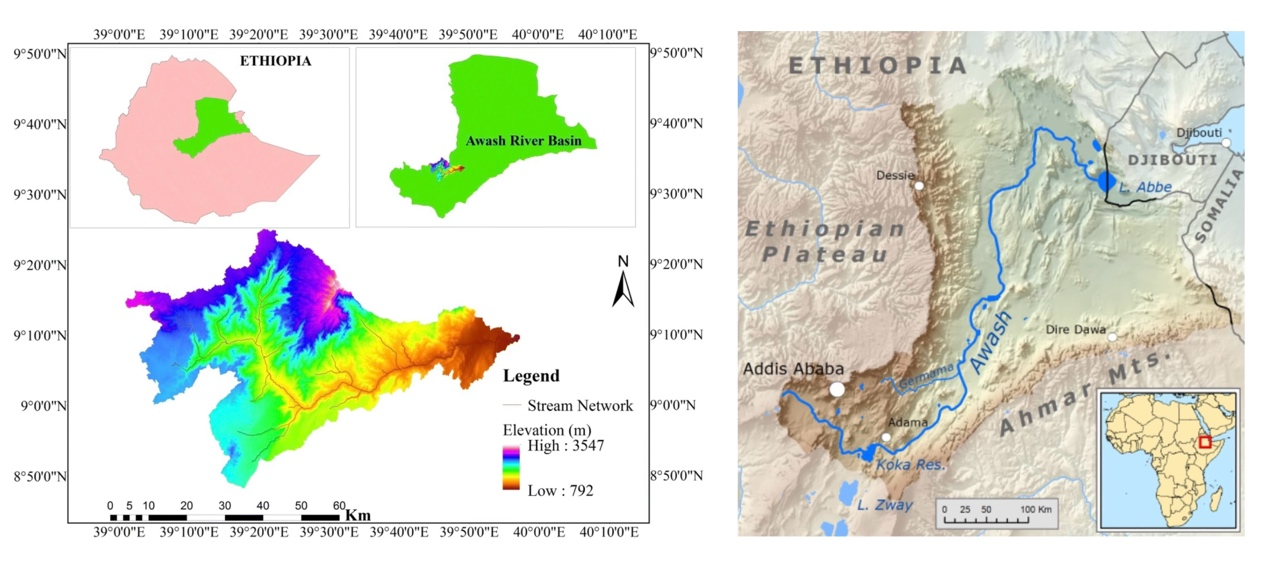 39°0'0"E 39°10'0"E 39°20'0"E 39°30'0"E 39°40'0"E 39°50'0"E 40°0'0"E 40°10'0"E
9°50'0"N
9°50'0"N
ETHIOPIA
9°40'0"N
9°40'0"N
Awash River Basin
9°30'0"N
9°30'0"N
9°20'0"N
9°20'0"N
N
9°10'0"N
9°10'0"N
Legend
9°0'0"N
9°0'0"N
Stream Network
Elevation (m)
High : 3547
8°50'0"N
8°50'0"N
Low : 792
0 5 10 20 30 40 50 60
Km
39°0'0"E 39°10'0"E 39°20'0"E 39°30'0"E 39°40'0"E 39°50'0"E 40°0'0"E 40°10'0"E
ETHIOPIA
Djibouti
DJIBOUTI
Dessie
L. Abbe
SOMALIA
Ethiopian
Plateau
Awash
Dire Dawa
Addis Ababa
Germama
Ahmar Mts.
Adama
Koka Res.
L. Zway
0 25 50 100 Km